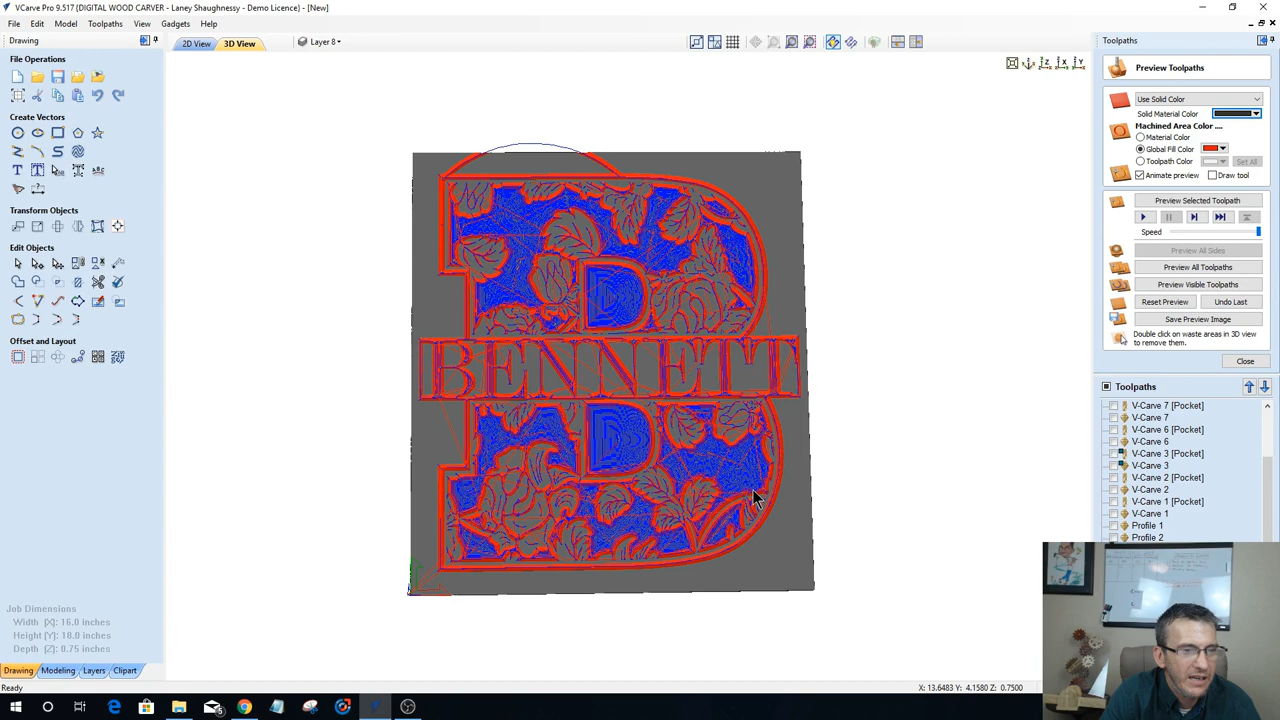 VCarve Pro 9.517 {DIGITAL WOOD CARVER - Laney Shaughnessy - Demo Licence} - [New]
File Edit Model Toolpaths View Gadgets Help
Drawing
2D View 3D View Layer 8
Toolpaths
File Operations
Preview Toolpaths
Use Solid Color
Solid Material Color
Create Vectors
Machined Area Color ....
Material Color
Global Fill Color
Toolpath Color Set All
Animate preview Draw tool
Preview Selected Toolpath
Transform Objects
Speed
Edit Objects
Preview All Sides
Preview All Toolpaths
Preview Visible Toolpaths
Reset Preview Undo Last
Save Preview Image
Double click on waste areas in 3D view
to remove them.
Offset and Layout
Close
BENNETT
Toolpaths
V-Carve 7 [Pocket]
V-Carve 7
V-Carve 6 [Pocket]
V-Carve 6
V-Carve 3 [Pocket]
V-Carve 3
V-Carve 2 [Pocket]
V-Carve 2
V-Carve 1 [Pocket]
V-Carve 1
Profile 1
Profile 2
Job Dimensions
Width [X]: 16.0 inches
Height [Y]: 18.0 inches
Depth [Z]: 0.75 inches
Drawing Modeling Layers Clipart
Ready
X: 13.6483 Y: 4.1580 Z: 0.7500